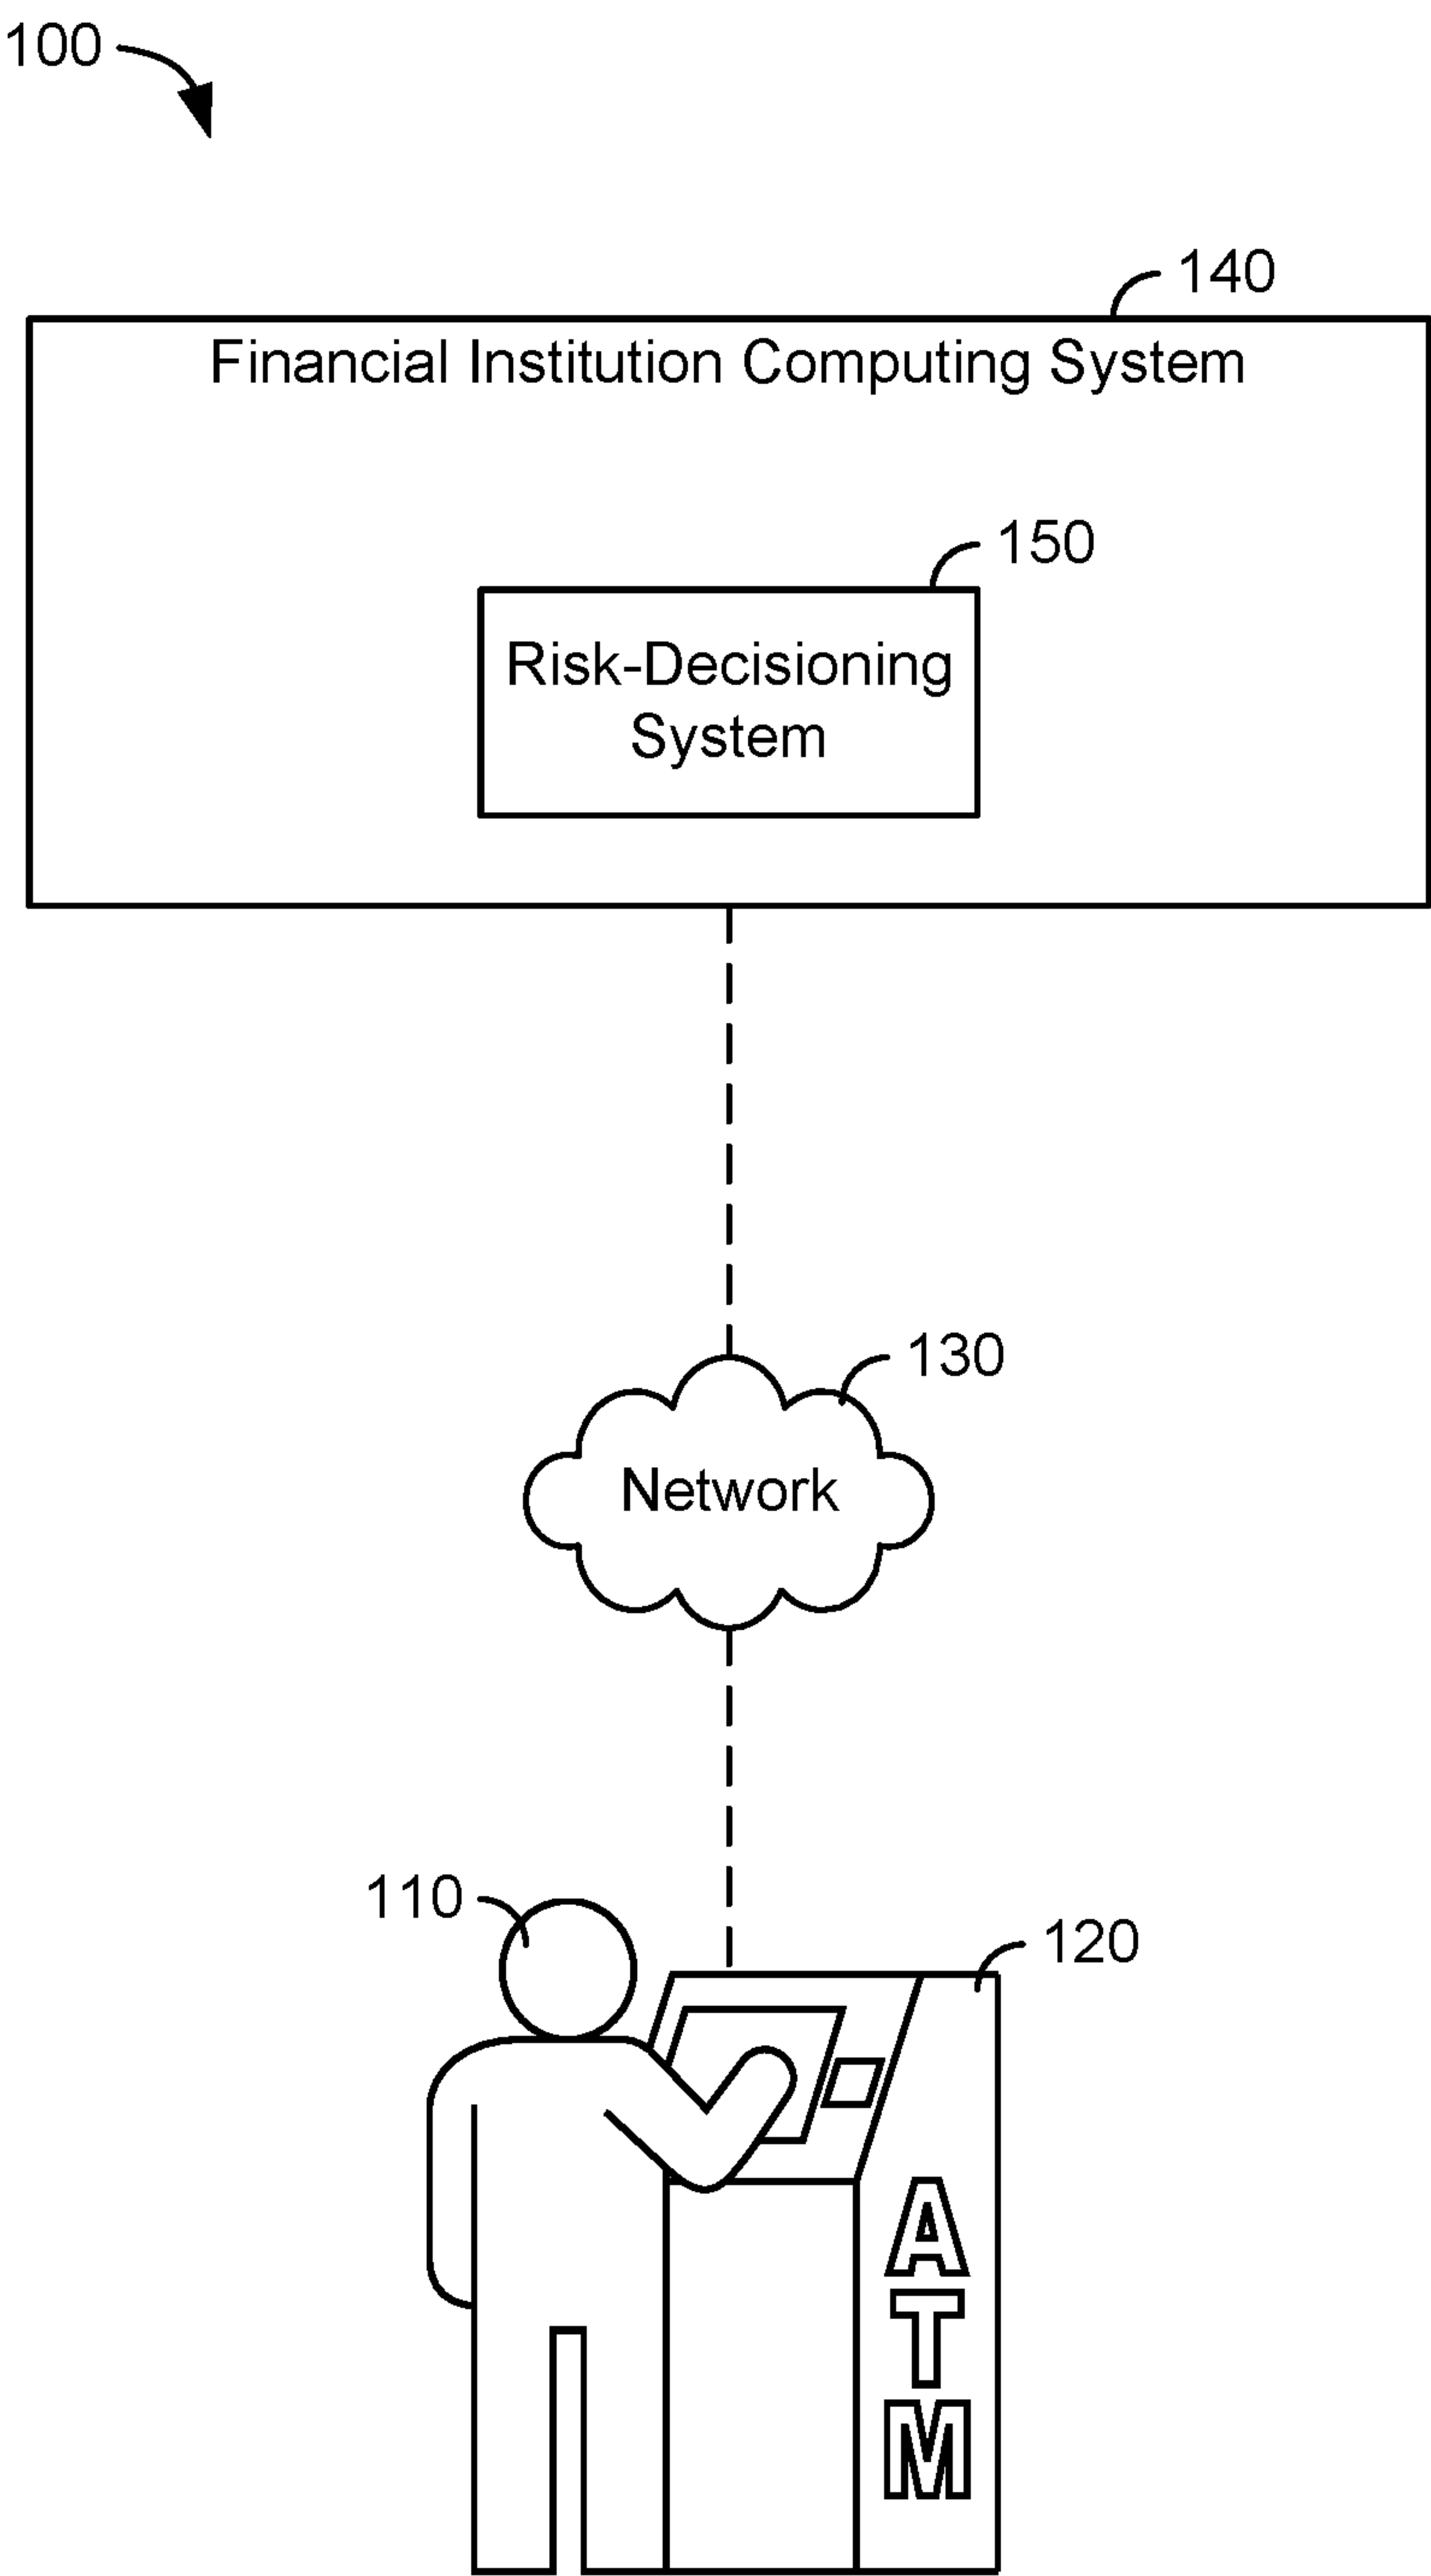 100
140
Financial Institution Computing System
150
Risk-Decisioning
System
130
Network
110
120
A
T
M